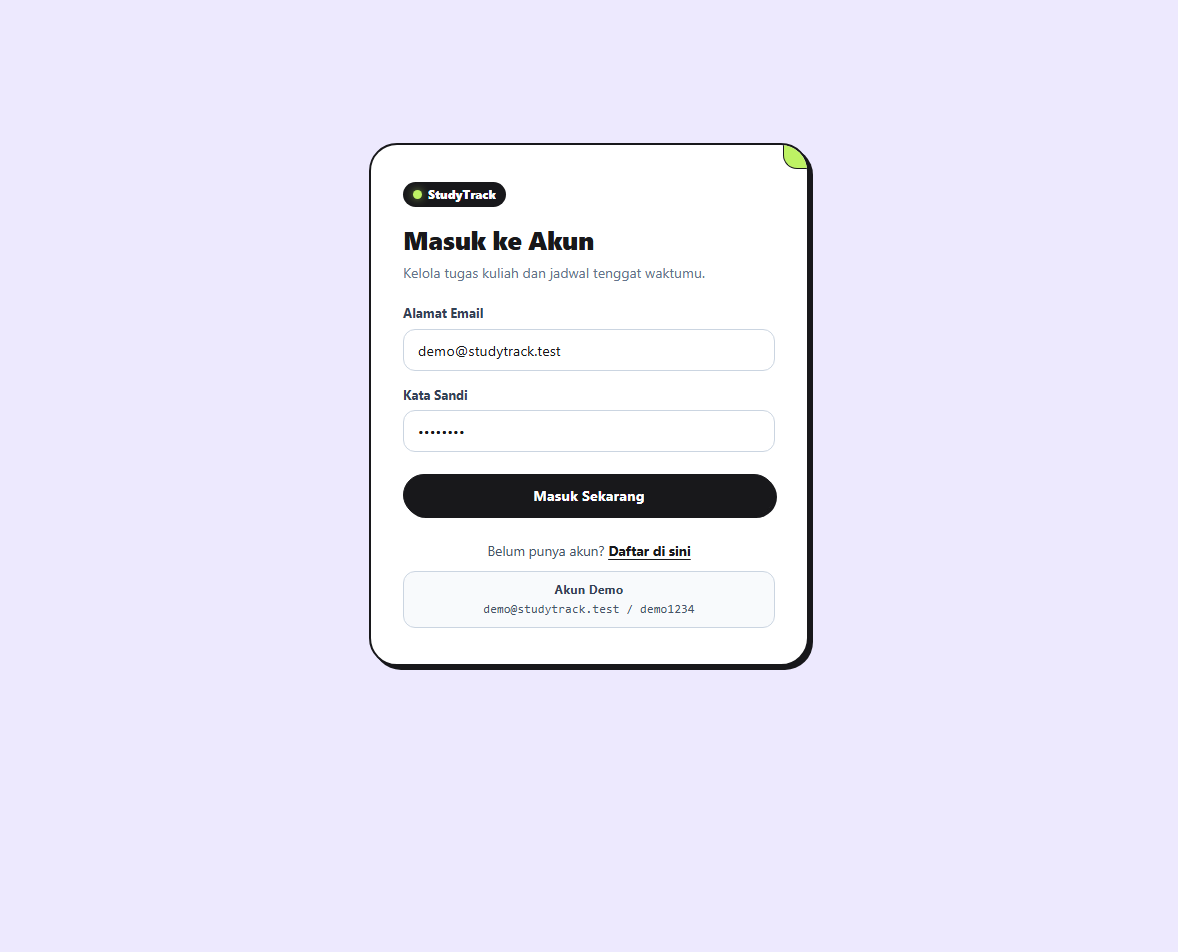 StudyTrack
Masuk ke Akun
Kelola tugas kuliah dan jadwal tenggat waktumu.
Alamat Email
demo@studytrack.test
Kata Sandi
••••••••
Masuk Sekarang
Belum punya akun? Daftar di sini
Akun Demo
demo@studytrack.test / demo1234